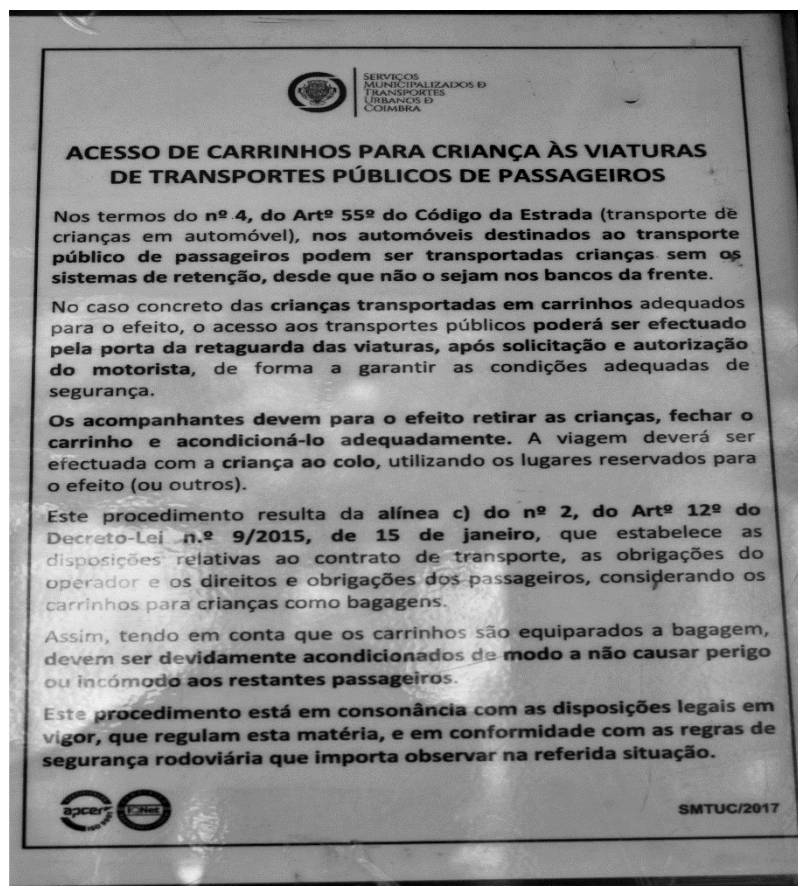 SERVIÇOS
MUNICIPALIZADOS D
TRANSPORTES
URBANOS D
COIMBRA
ACESSO DE CARRINHOS PARA CRIANÇA ÀS VIATURAS
DE TRANSPORTES PÚBLICOS DE PASSAGEIROS
Nos termos do nº 4, do Artº 55º do Código da Estrada (transporte de
crianças em automóvel), nos automóveis destinados ao transporte
público de passageiros podem ser transportadas crianças sem os
sistemas de retenção, desde que não o sejam nos bancos da frente.
No caso concreto das crianças transportadas em carrinhos adequados
para o efeito, o acesso aos transportes públicos poderá ser efectuado
pela porta da retaguarda das viaturas, após solicitação e autorização
do motorista, de forma a garantir as condições adequadas de
segurança.
Os acompanhantes devem para o efeito retirar as crianças, fechar o
carrinho e acondicioná-lo adequadamente. A viagem deverá ser
efectuada com a criança ao colo, utilizando os lugares reservados para
o efeito (ou outros).
Este procedimento resulta da alínea c) do nº 2, do Artº 12º do
Decreto-Lei n.º 9/2015, de 15 de janeiro, que estabelece as
disposições relativas ao contrato de transporte, as obrigações do
operador e os direitos e obrigações dos passageiros, considerando os
carrinhos para crianças como bagagens.
Assim, tendo em conta que os carrinhos são equiparados a bagagem,
devem ser devidamente acondicionados de modo a não causar perigo
ou incómodo aos restantes passageiros.
Este procedimento está em consonância com as disposições legais em
vigor, que regulam esta matéria, e em conformidade com as regras de
segurança rodoviária que importa observar na referida situação.
apcer
ISO 9001
IQNet
SMTUC/2017